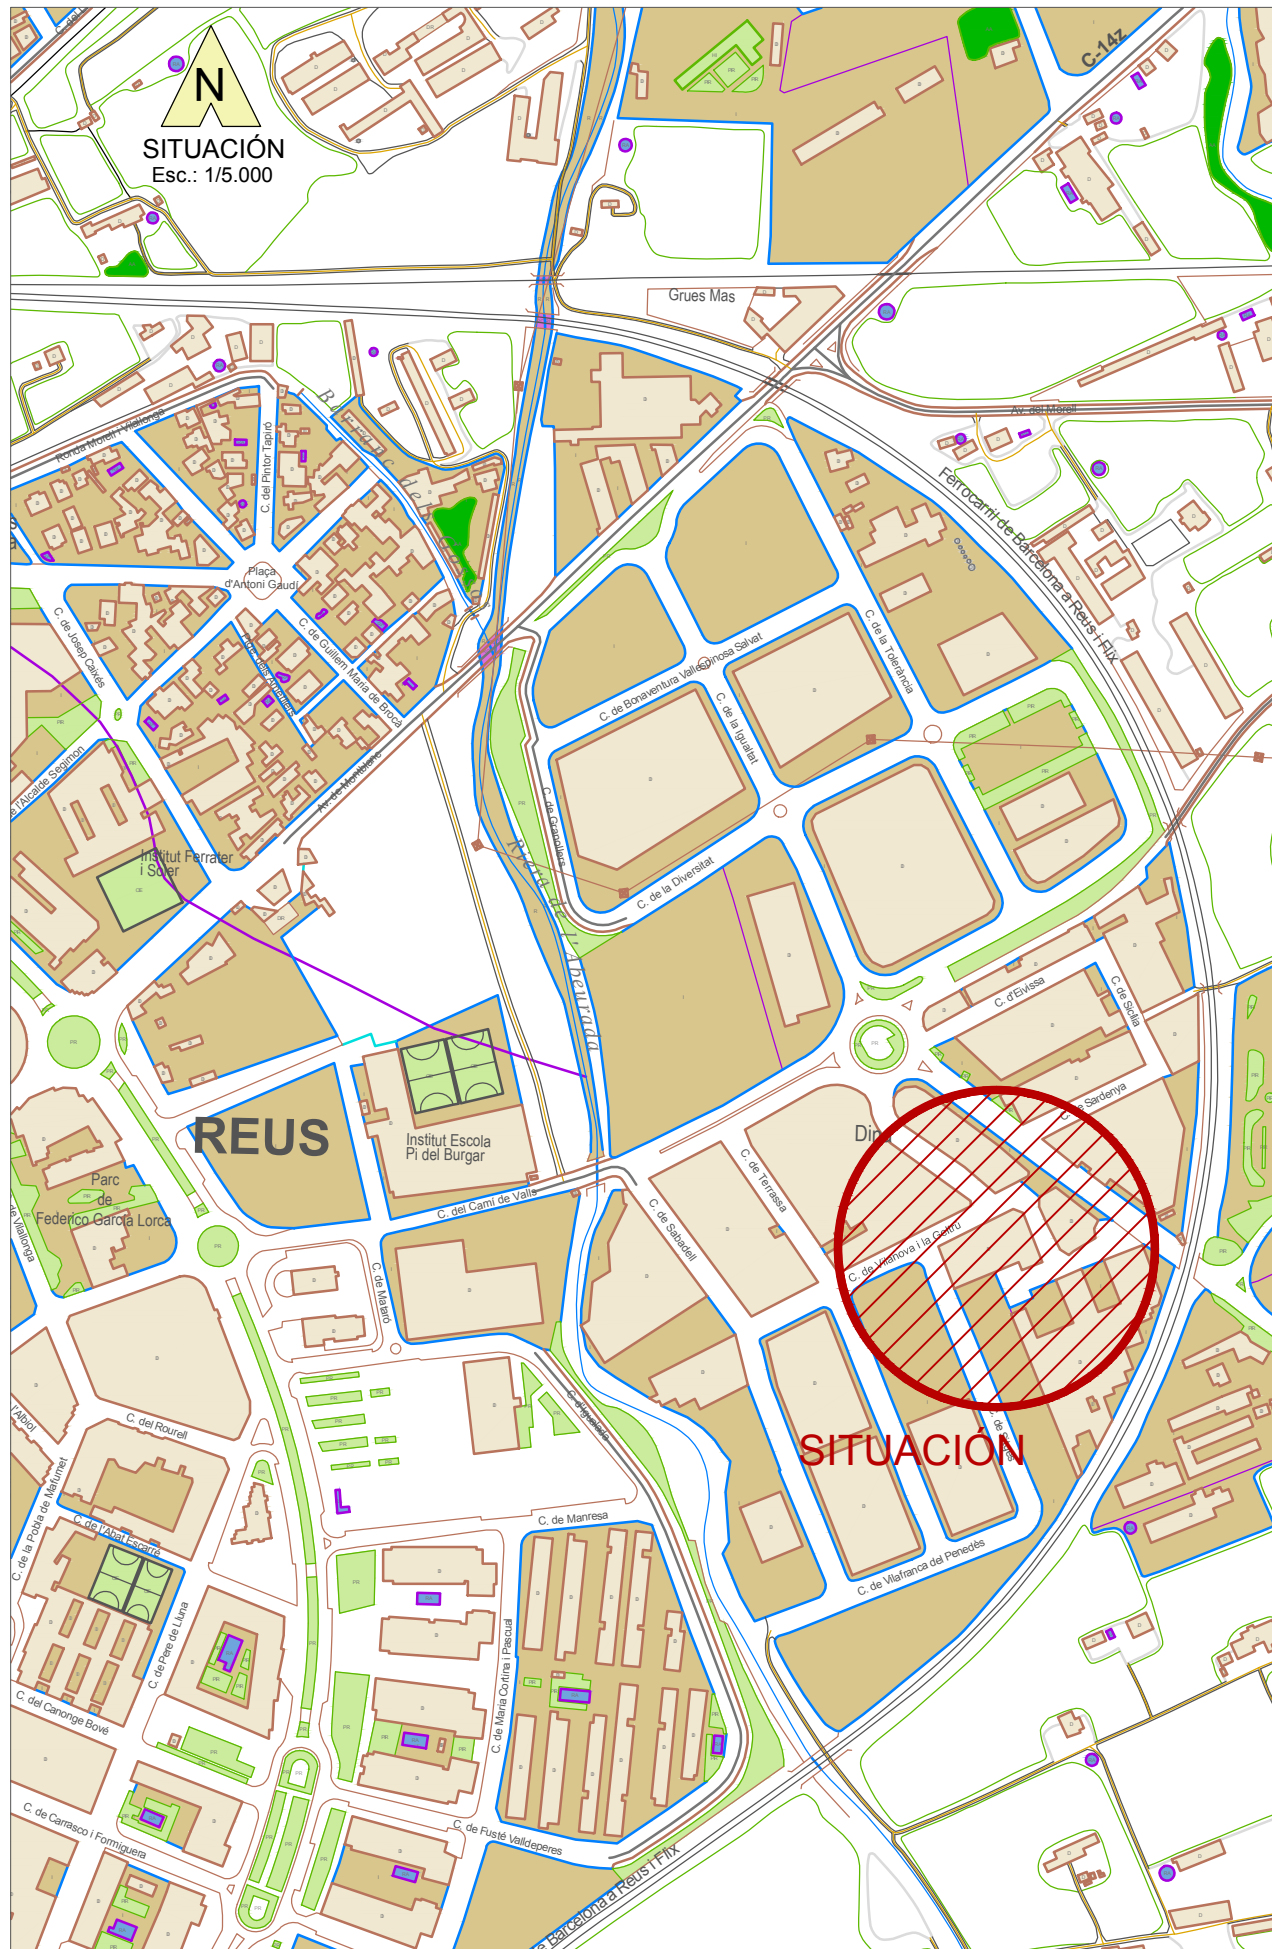 C-14z
N
SITUACIÓN
Esc.: 1/5.000
Grues Mas
Av. del Morell
Ronda Morell i Vilallonga
C. del Pintor Tapiró
Ferrocarril de Barcelona a Reus i Flix
Plaça
d'Antoni Gaudí
C. de Josep Caixés
C. de Guillem Maria de Brocà
C. de la Tolerància
C. de Bonaventura Vallespinosa Salvat
C. de la Igualtat
Av. de Montblanc
C. de Granollers
Institut Ferrater
i Soler
C. de la Diversitat
Riera de l'Abeurada
C. d'Eivissa
C. de Sicília
C. de Sardenya
REUS
Institut Escola
Pi del Burgar
C. de Terrassa
Parc
de
Federico García Lorca
C. del Camí de Valls
C. de Sabadell
C. de Vilanova i la Geltrú
C. de Mataró
C. d'Igualada
C. del Rourell
SITUACIÓN
C. de la Pobla de Mafumet
C. de l'Abat Escarré
C. de Manresa
C. de Vilafranca del Penedès
C. de Pere de Lluna
C. de Maria Cortina i Pascual
C. del Canonge Bové
C. de Carrasco i Formiguera
C. de Fusté Valldeperes
Barcelona a Reus i Flix